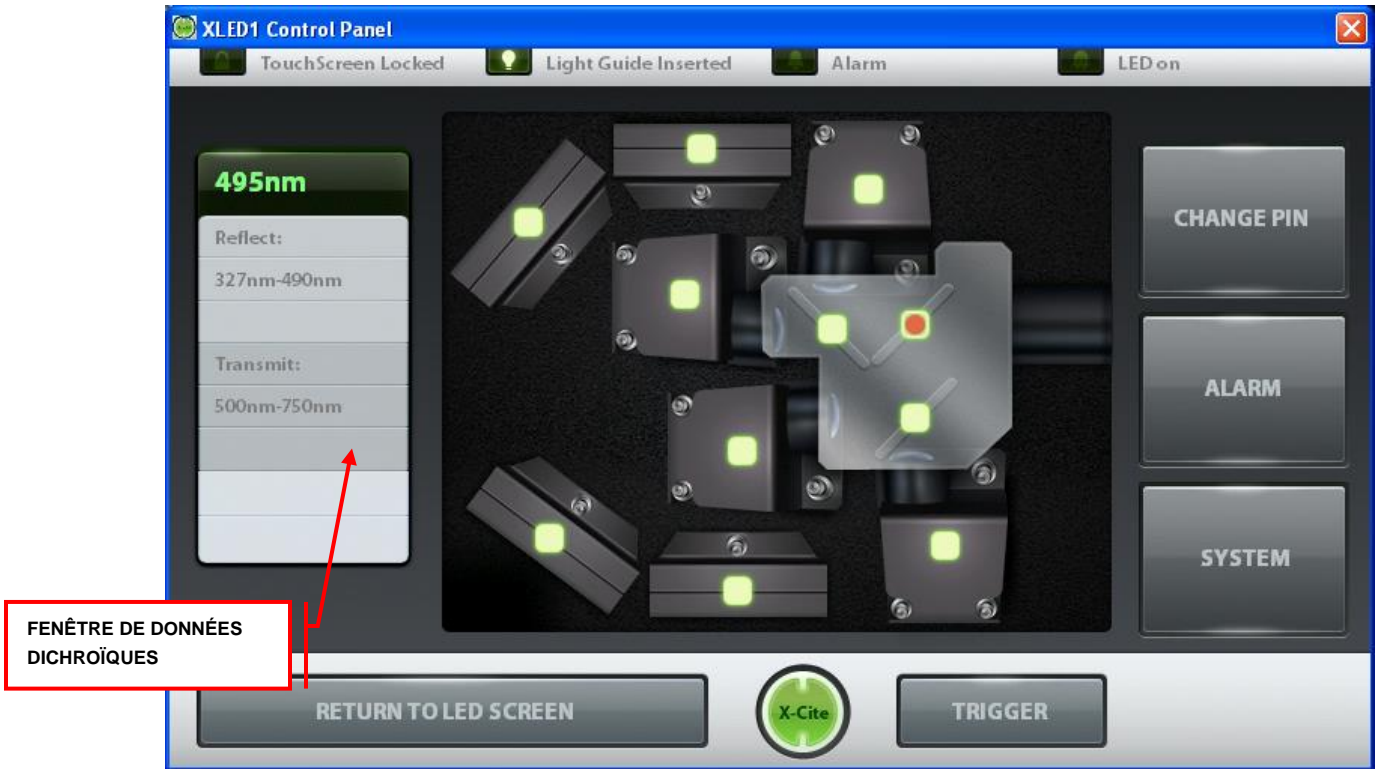 XLED1 Control Panel
TouchScreen Locked
Light Guide Inserted
Alarm
LED on
495nm
Reflect:
327nm-490nm
Transmit:
500nm-750nm
CHANGE PIN
ALARM
SYSTEM
FENÊTRE DE DONNÉES
DICHROÏQUES
RETURN TO LED SCREEN
X-Cite
TRIGGER